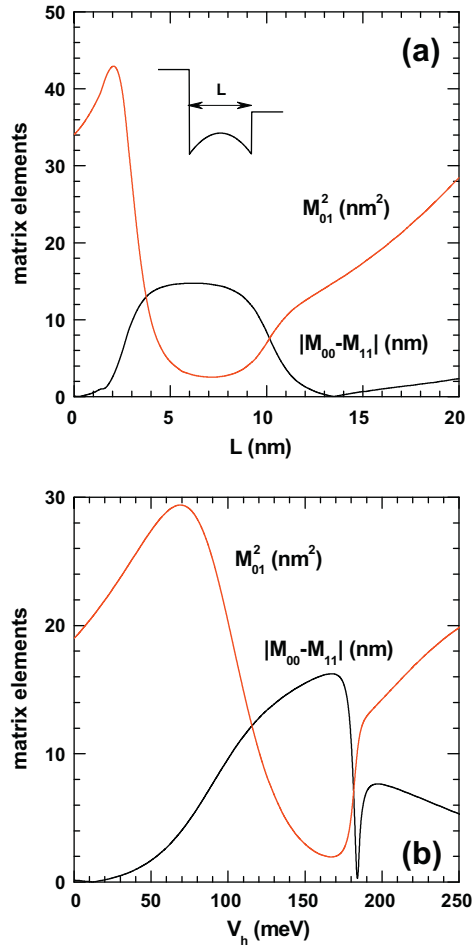 (a)
50
40
30
20
10
0
matrix elements
L
M₀₁² (nm²)
|M₀₀-M₁₁| (nm)
0 5 10 15 20
L (nm)
30
20
10
0
matrix elements
M₀₁² (nm²)
|M₀₀-M₁₁| (nm)
(b)
0 50 100 150 200 250
Vₕ (meV)